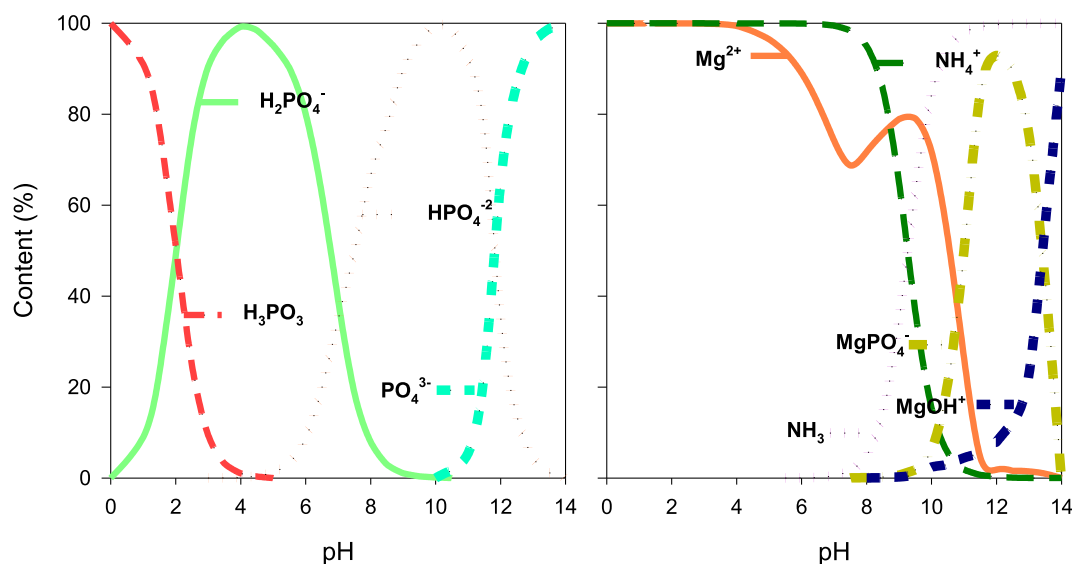 Content (%)
100
80
60
40
20
0
H₂PO₄⁻
HPO₄⁻²
H₃PO₃
PO₄³⁻
0 2 4 6 8 10 12 14
pH
Mg²⁺
NH₄⁺
MgPO₄⁻
MgOH⁺
NH₃
0 2 4 6 8 10 12 14
pH